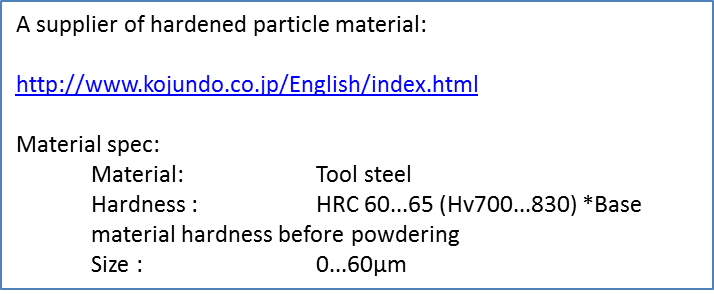 A supplier of hardened particle material:
http://www.kojundo.co.jp/English/index.html
Material spec:
Material: Tool steel
Hardness : HRC 60...65 (Hv700...830) *Base
material hardness before powdering
Size : 0...60µm